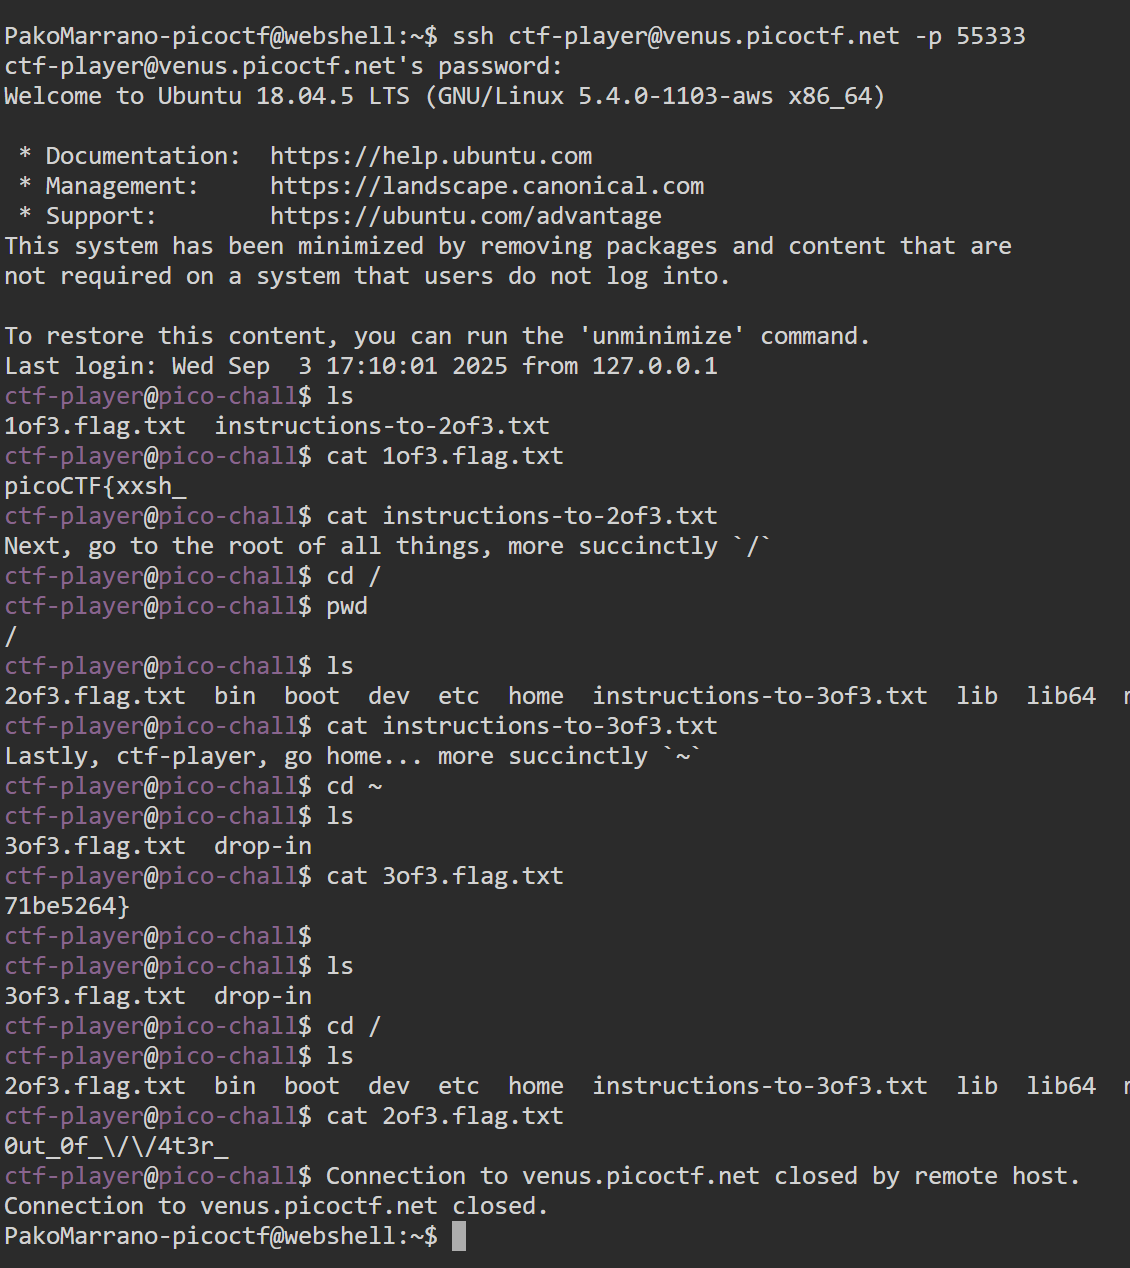 PakoMarrano-picoctf@webshell:~$ ssh ctf-player@venus.picoctf.net -p 55333
ctf-player@venus.picoctf.net's password:
Welcome to Ubuntu 18.04.5 LTS (GNU/Linux 5.4.0-1103-aws x86_64)
 * Documentation:  https://help.ubuntu.com
 * Management:     https://landscape.canonical.com
 * Support:        https://ubuntu.com/advantage
This system has been minimized by removing packages and content that are
not required on a system that users do not log into.
To restore this content, you can run the 'unminimize' command.
Last login: Wed Sep  3 17:10:01 2025 from 127.0.0.1
ctf-player@pico-chall$ ls
1of3.flag.txt  instructions-to-2of3.txt
ctf-player@pico-chall$ cat 1of3.flag.txt
picoCTF{xxsh_
ctf-player@pico-chall$ cat instructions-to-2of3.txt
Next, go to the root of all things, more succinctly `/`
ctf-player@pico-chall$ cd /
ctf-player@pico-chall$ pwd
/
ctf-player@pico-chall$ ls
2of3.flag.txt  bin  boot  dev  etc  home  instructions-to-3of3.txt  lib  lib64
ctf-player@pico-chall$ cat instructions-to-3of3.txt
Lastly, ctf-player, go home... more succinctly `~`
ctf-player@pico-chall$ cd ~
ctf-player@pico-chall$ ls
3of3.flag.txt  drop-in
ctf-player@pico-chall$ cat 3of3.flag.txt
71be5264}
ctf-player@pico-chall$
ctf-player@pico-chall$ ls
3of3.flag.txt  drop-in
ctf-player@pico-chall$ cd /
ctf-player@pico-chall$ ls
2of3.flag.txt  bin  boot  dev  etc  home  instructions-to-3of3.txt  lib  lib64
ctf-player@pico-chall$ cat 2of3.flag.txt
0ut_0f_\/\/4t3r_
ctf-player@pico-chall$ Connection to venus.picoctf.net closed by remote host.
Connection to venus.picoctf.net closed.
PakoMarrano-picoctf@webshell:~$